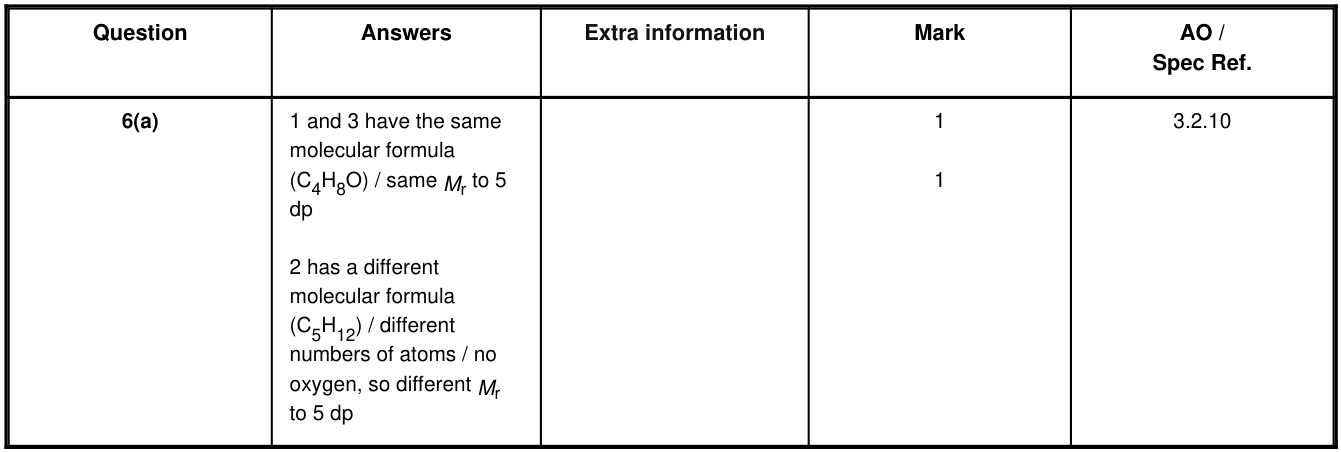 Question Answers Extra information Mark AO /
Spec Ref.
6(a) 1 and 3 have the same 1 3.2.10
molecular formula
(C4H8O) / same Mr to 5 1
dp
2 has a different
molecular formula
(C5H12) / different
numbers of atoms / no
oxygen, so different Mr
to 5 dp